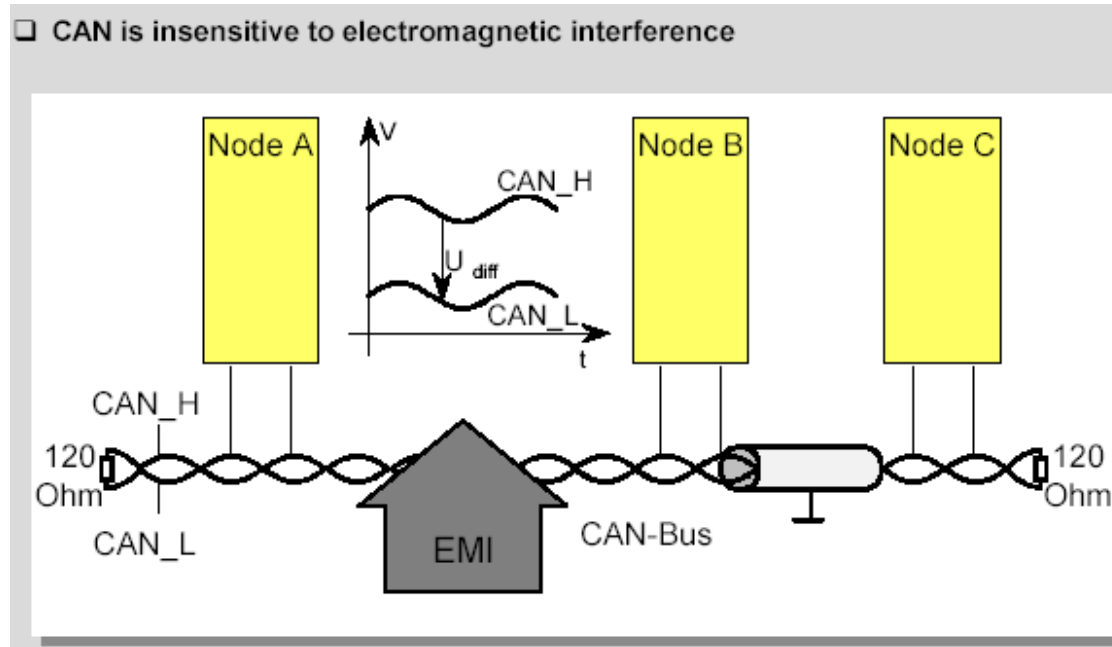 ❑ CAN is insensitive to electromagnetic interference
Node A
V
CAN_H
U diff
CAN_L
t
Node B
Node C
CAN_H
120
Ohm
CAN_L
EMI
CAN-Bus
120
Ohm